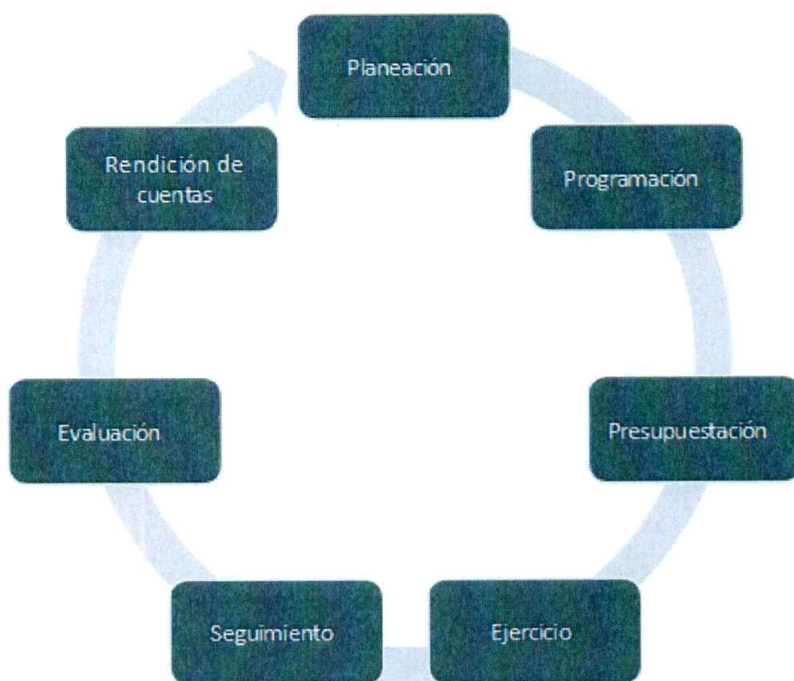 Planeación
Programación
Presupuestación
Ejercicio
Seguimiento
Evaluación
Rendición de
cuentas